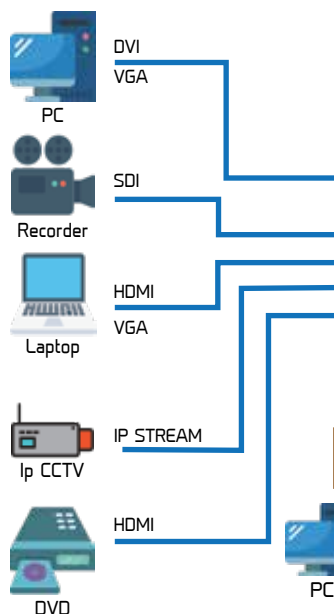 DVI
VGA
PC
SDI
Recorder
HDMI
VGA
Laptop
IP STREAM
Ip CCTV
HDMI
DVD
PC